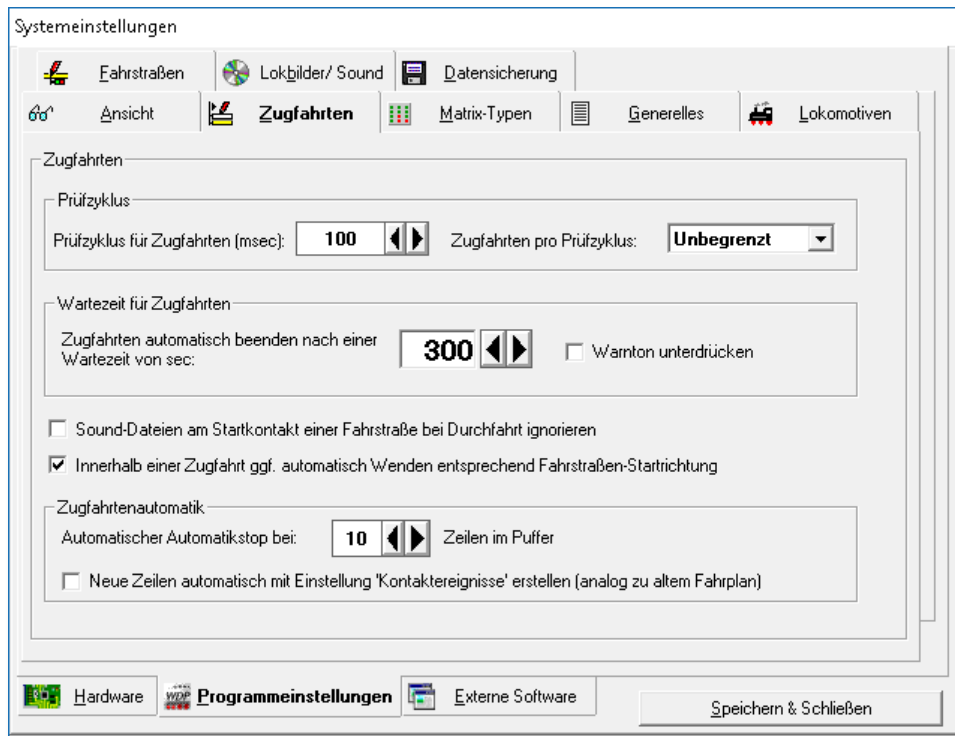 Systemeinstellungen
Fahrstraßen Lokbilder/ Sound Datensicherung
Ansicht Zugfahrten Matrix-Typen Generelles Lokomotiven
Zugfahrten
Prüfzyklus
Prüfzyklus für Zugfahrten (msec): 100 Zugfahrten pro Prüfzyklus: Unbegrenzt
Wartezeit für Zugfahrten
Zugfahrten automatisch beenden nach einer
Wartezeit von sec: 300 Warnton unterdrücken
Sound-Dateien am Startkontakt einer Fahrstraße bei Durchfahrt ignorieren
Innerhalb einer Zugfahrt ggf. automatisch Wenden entsprechend Fahrstraßen-Startrichtung
Zugfahrtenautomatik
Automatischer Automatikstop bei: 10 Zeilen im Puffer
Neue Zeilen automatisch mit Einstellung 'Kontaktereignisse' erstellen (analog zu altem Fahrplan)
Hardware WDP Programmeinstellungen Externe Software
Speichern & Schließen